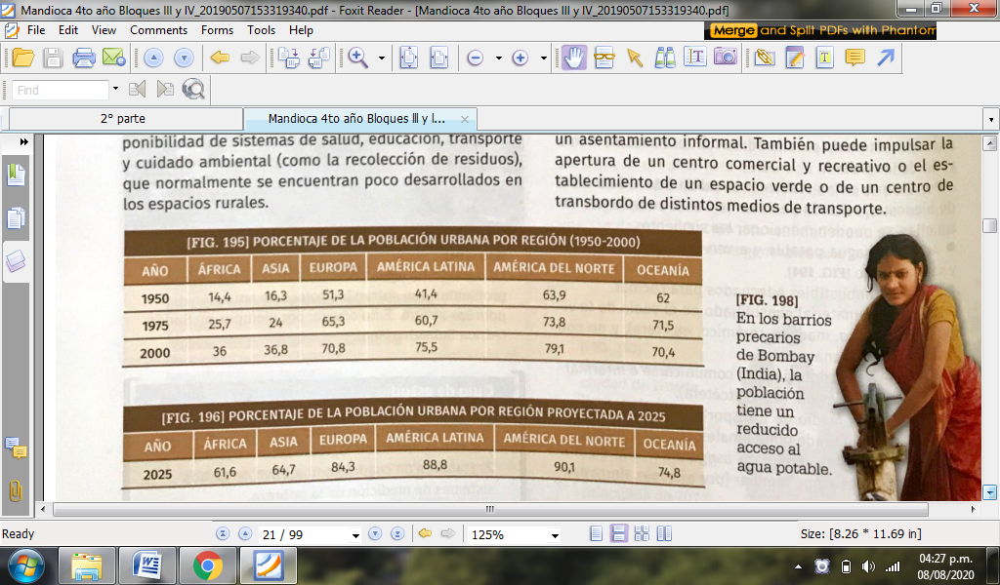 Mandioca 4to año Bloques III y IV_20190507153319340.pdf - Foxit Reader - [Mandioca 4to año Bloques III y IV_20190507153319340.pdf]
File Edit View Comments Forms Tools Help
Merge and Split PDFs with Phantom
Find
2° parte
Mandioca 4to año Bloques III y I...
ponibilidad de sistemas de salud, educación, transporte
y cuidado ambiental (como la recolección de residuos),
que normalmente se encuentran poco desarrollados en
los espacios rurales.
un asentamiento informal. También puede impulsar la
apertura de un centro comercial y recreativo o el es-
tablecimiento de un espacio verde o de un centro de
transbordo de distintos medios de transporte.
[FIG. 195] PORCENTAJE DE LA POBLACIÓN URBANA POR REGIÓN (1950-2000)
AÑO ÁFRICA ASIA EUROPA AMÉRICA LATINA AMÉRICA DEL NORTE OCEANÍA
1950 14,4 16,3 51,3 41,4 63,9 62
1975 25,7 24 65,3 60,7 73,8 71,5
2000 36 36,8 70,8 75,5 79,1 70,4
[FIG. 196] PORCENTAJE DE LA POBLACIÓN URBANA POR REGIÓN PROYECTADA A 2025
AÑO ÁFRICA ASIA EUROPA AMÉRICA LATINA AMÉRICA DEL NORTE OCEANÍA
2025 61,6 64,7 84,3 88,8 90,1 74,8
[FIG. 198]
En los barrios
precarios
de Bombay
(India), la
población
tiene un
reducido
acceso al
agua potable.
Ready
21 / 99
125%
Size: [8.26 * 11.69 in]
04:27 p.m.
08/08/2020